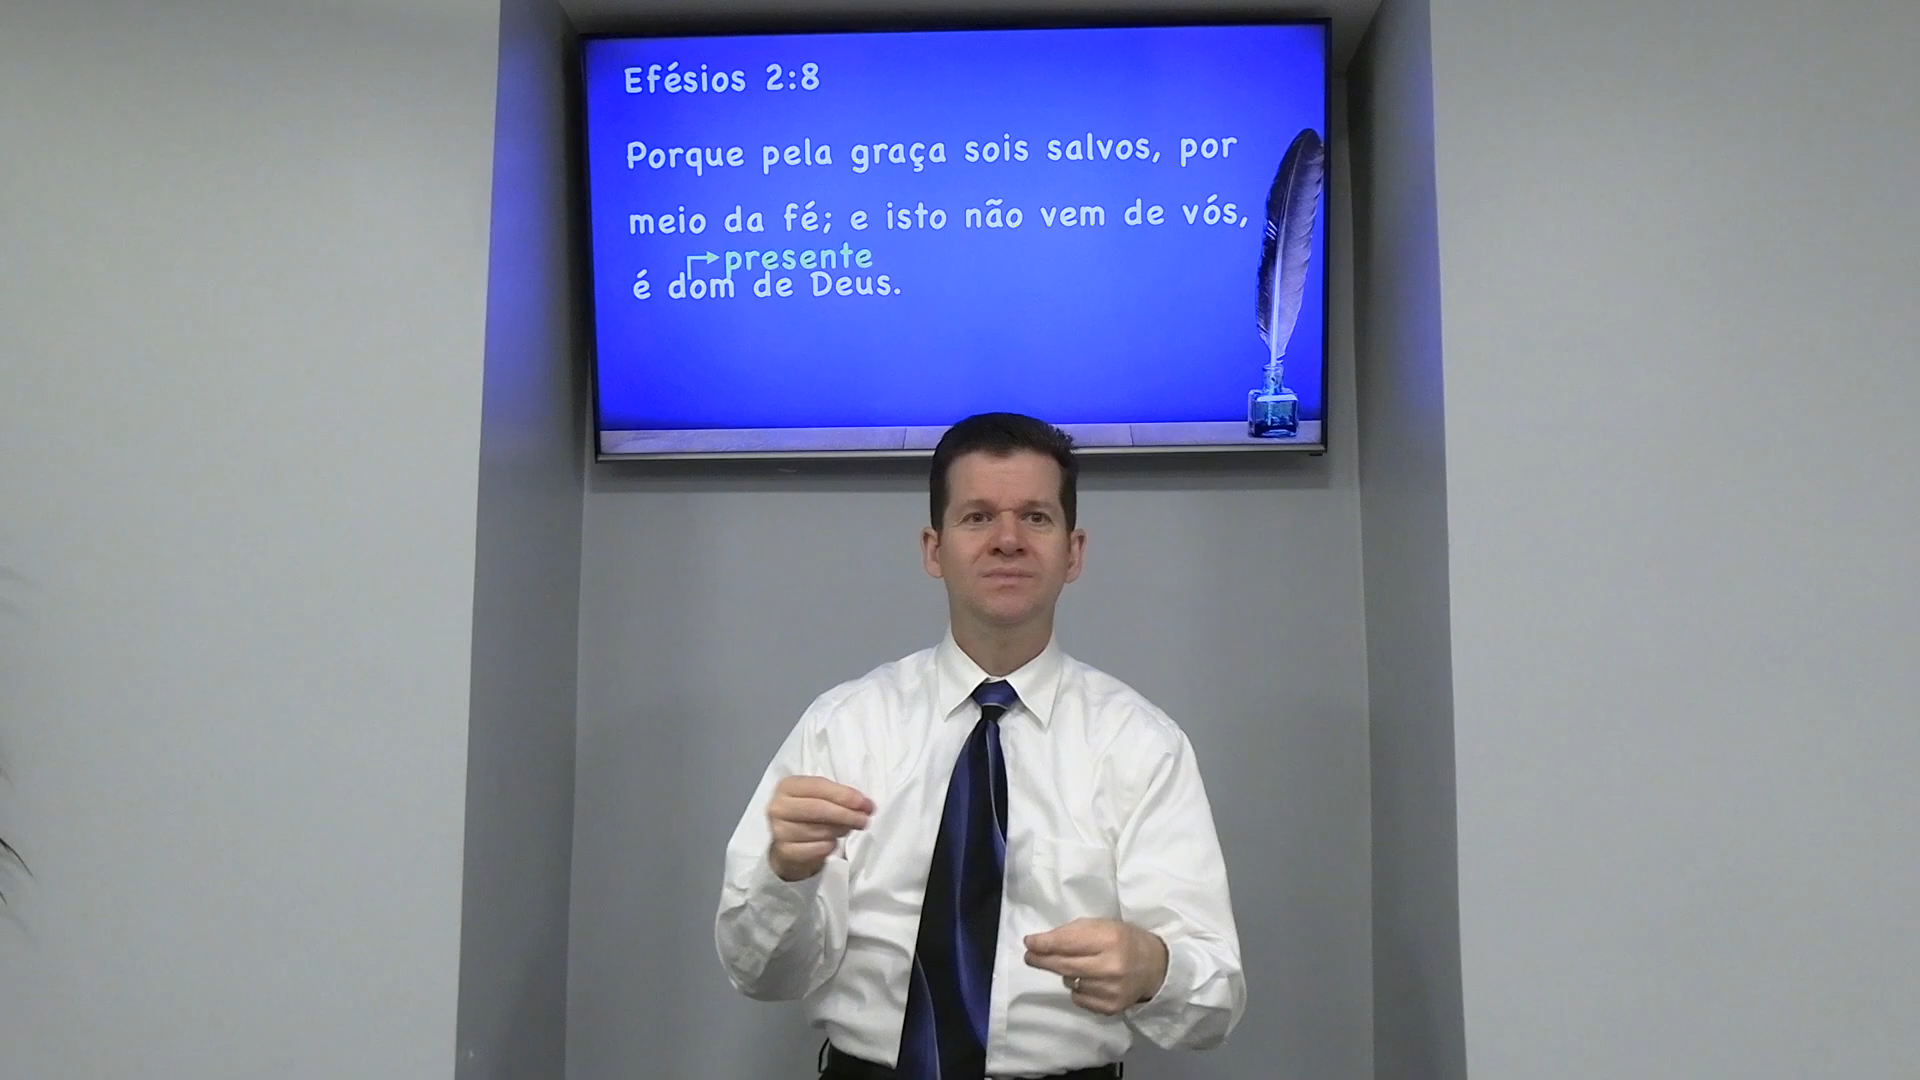 Efésios 2:8
Porque pela graça sois salvos, por
meio da fé; e isto não vem de vós,
presente
é dom de Deus.